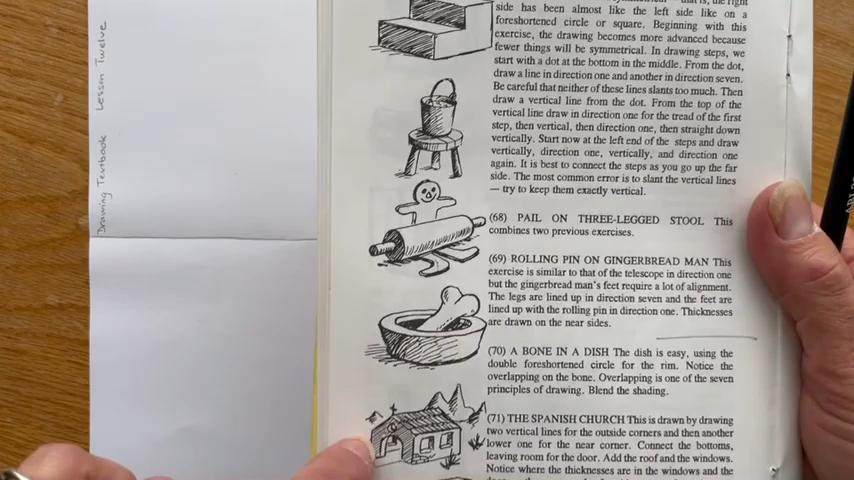 Drawing Textbook Lesson Twelve
side has been almost like the left side like on a
foreshortened circle or square. Beginning with this
exercise, the drawing becomes more advanced because
fewer things will be symmetrical. In drawing steps, we
start with a dot at the bottom in the middle. From the dot,
draw a line in direction one and another in direction seven.
Be careful that neither of these lines slants too much. Then
draw a vertical line from the dot. From the top of the
vertical line draw in direction one for the tread of the first
step, then vertical, then direction one, then straight down
vertically. Start now at the left end of the steps and draw
vertically, direction one, vertically, and direction one
again. It is best to connect the steps as you go up the far
side. The most common error is to slant the vertical lines
— try to keep them exactly vertical.
(68) PAIL ON THREE-LEGGED STOOL This
combines two previous exercises.
(69) ROLLING PIN ON GINGERBREAD MAN This
exercise is similar to that of the telescope in direction one
but the gingerbread man's feet require a lot of alignment.
The legs are lined up in direction seven and the feet are
lined up with the rolling pin in direction one. Thicknesses
are drawn on the near sides.
(70) A BONE IN A DISH The dish is easy, using the
double foreshortened circle for the rim. Notice the
overlapping on the bone. Overlapping is one of the seven
principles of drawing. Blend the shading.
(71) THE SPANISH CHURCH This is drawn by drawing
two vertical lines for the outside corners and then another
lower one for the near corner. Connect the bottoms,
leaving room for the door. Add the roof and the windows.
Notice where the thicknesses are in the windows and the